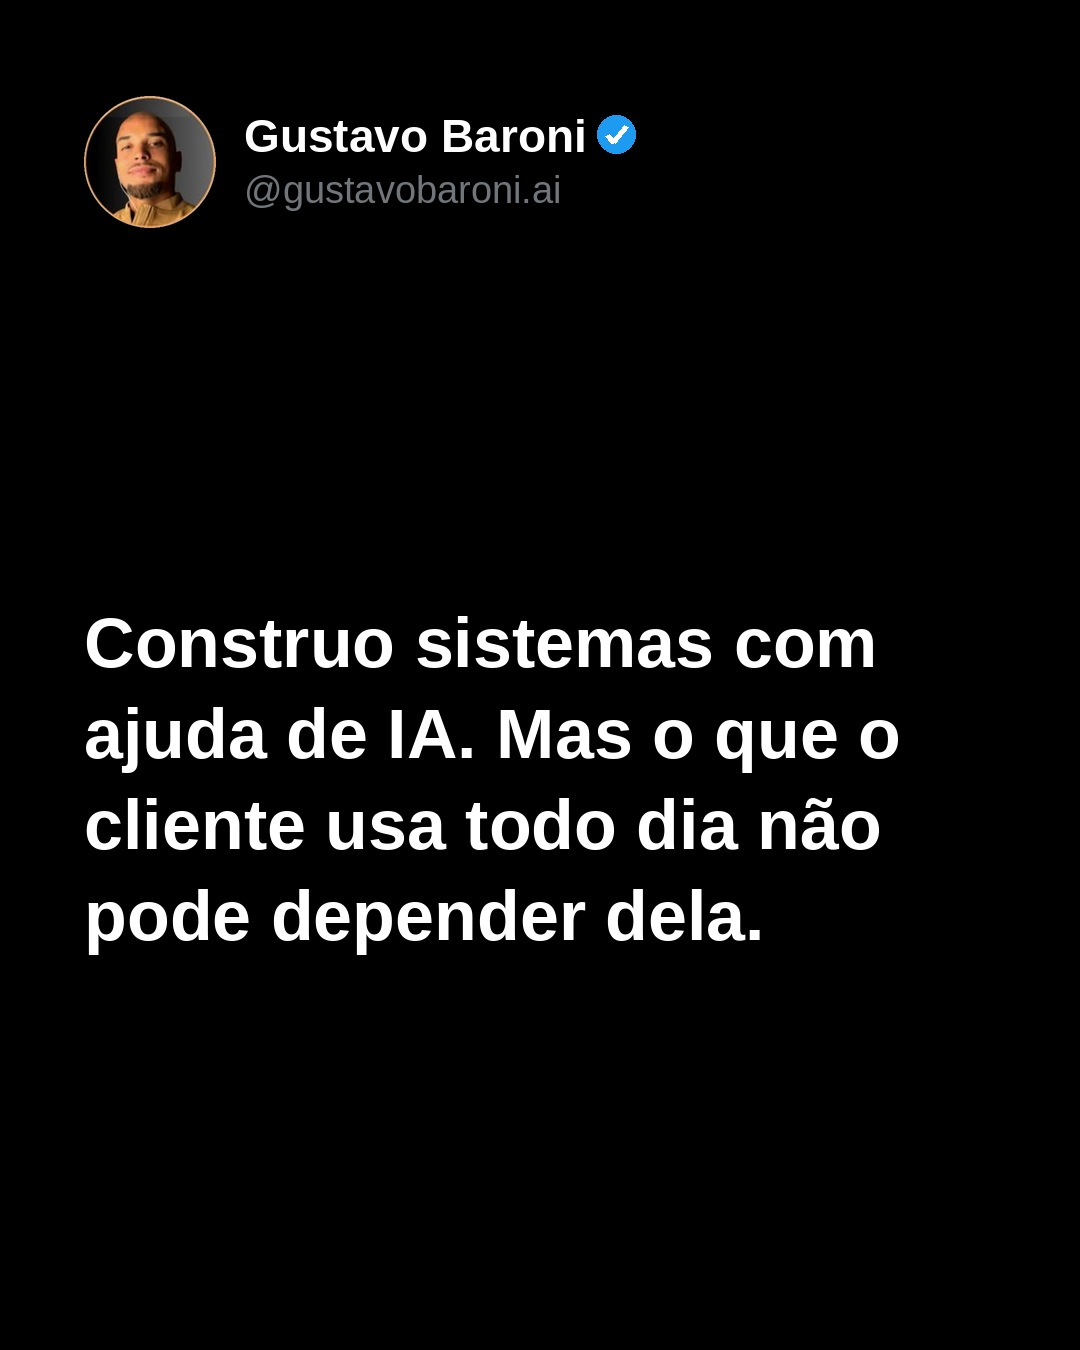 Gustavo Baroni
@gustavobaroni.ai
Construo sistemas com
ajuda de IA. Mas o que o
cliente usa todo dia não
pode depender dela.